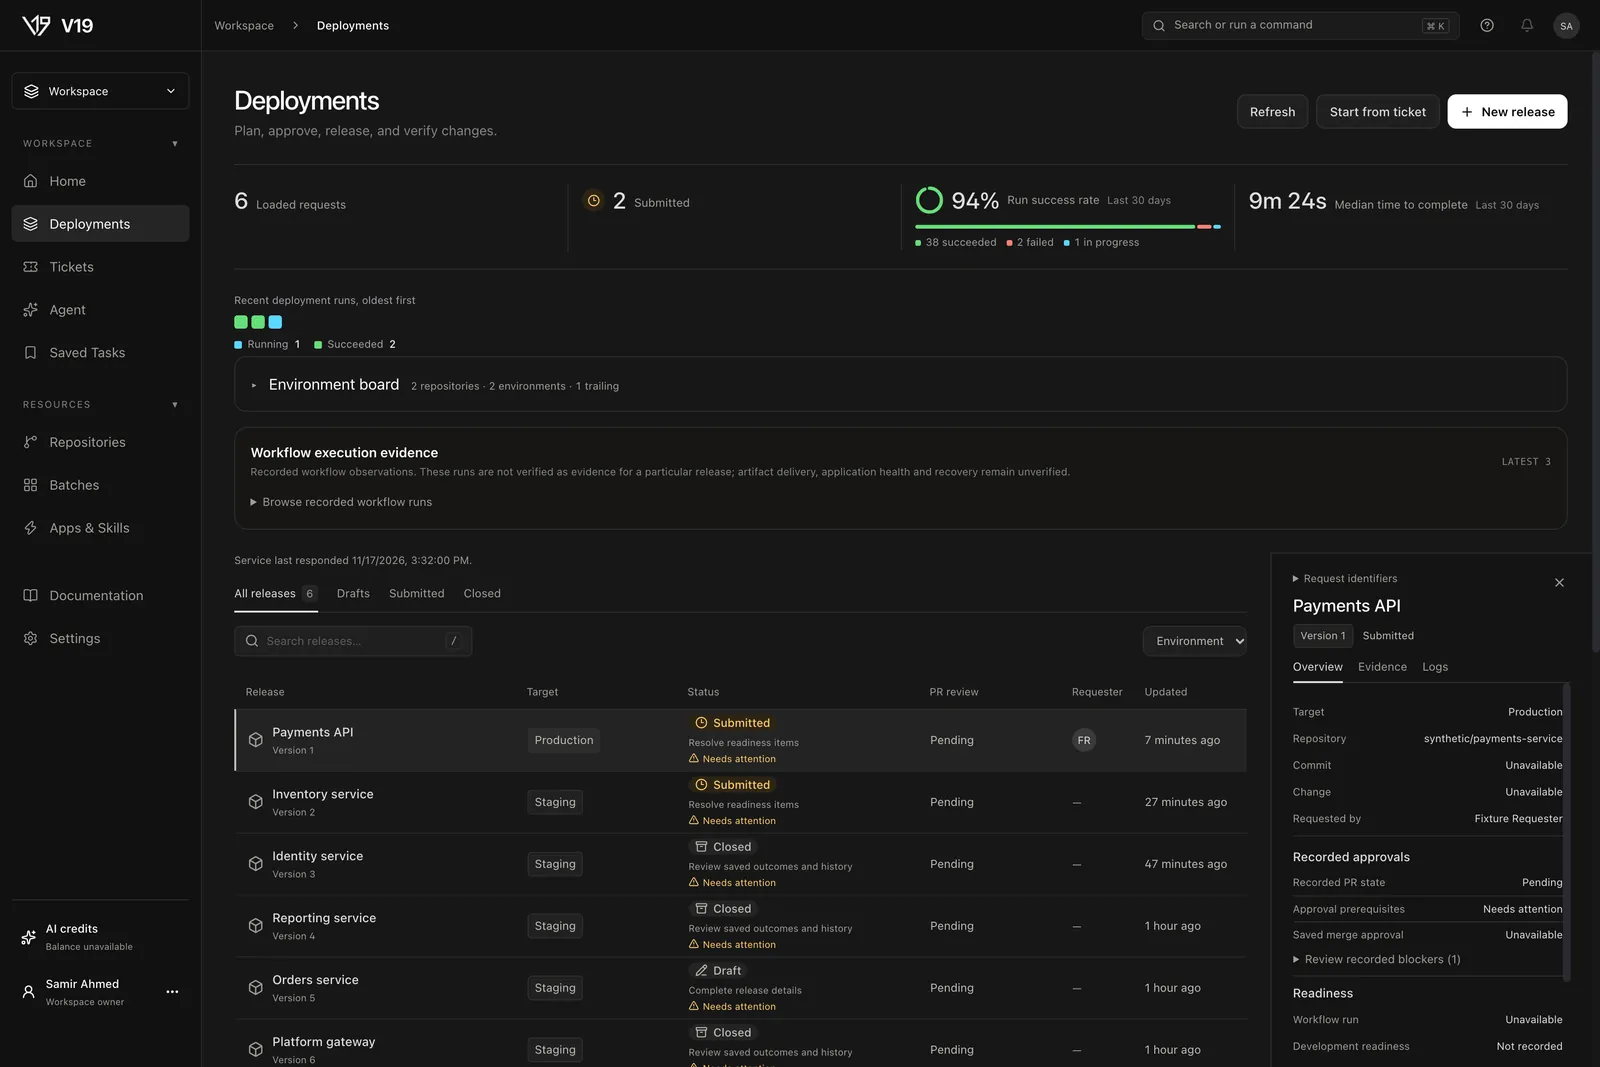 V19
Workspace
WORKSPACE
Home
Deployments
Tickets
Agent
Saved Tasks
RESOURCES
Repositories
Batches
Apps & Skills
Documentation
Settings
AI credits
Balance unavailable
Samir Ahmed
Workspace owner
Workspace > Deployments
Search or run a command ⌘ K
SA
Deployments
Plan, approve, release, and verify changes.
Refresh
Start from ticket
+ New release
6 Loaded requests
2 Submitted
94% Run success rate Last 30 days
38 succeeded 2 failed 1 in progress
9m 24s Median time to complete Last 30 days
Recent deployment runs, oldest first
Running 1 Succeeded 2
Environment board 2 repositories · 2 environments · 1 trailing
Workflow execution evidence
Recorded workflow observations. These runs are not verified as evidence for a particular release; artifact delivery, application health and recovery remain unverified.
LATEST 3
Browse recorded workflow runs
Service last responded 11/17/2026, 3:32:00 PM.
All releases 6 Drafts Submitted Closed
Search releases... /
Environment
Release Target Status PR review Requester Updated
Payments API
Version 1
Production
Submitted
Resolve readiness items
Needs attention
Pending
FR
7 minutes ago
Inventory service
Version 2
Staging
Submitted
Resolve readiness items
Needs attention
Pending
—
27 minutes ago
Identity service
Version 3
Staging
Closed
Review saved outcomes and history
Needs attention
Pending
—
47 minutes ago
Reporting service
Version 4
Staging
Closed
Review saved outcomes and history
Needs attention
Pending
—
1 hour ago
Orders service
Version 5
Staging
Draft
Complete release details
Needs attention
Pending
—
1 hour ago
Platform gateway
Version 6
Staging
Closed
Review saved outcomes and history
Pending
—
1 hour ago
Request identifiers
Payments API
Version 1 Submitted
Overview Evidence Logs
Target Production
Repository synthetic/payments-service
Commit Unavailable
Change Unavailable
Requested by Fixture Requester
Recorded approvals
Recorded PR state Pending
Approval prerequisites Needs attention
Saved merge approval Unavailable
Review recorded blockers (1)
Readiness
Workflow run Unavailable
Development readiness Not recorded